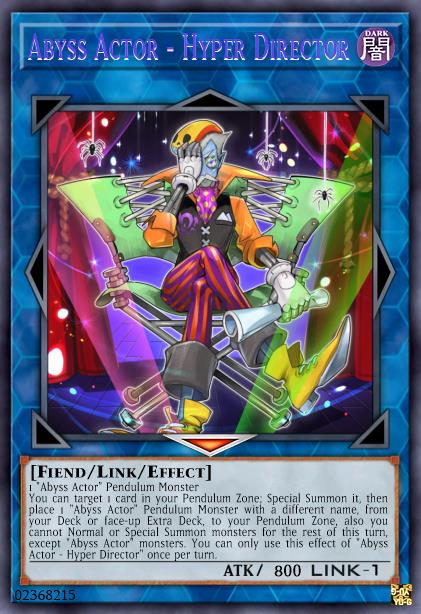 Abyss Actor - Hyper Director
DARK
闇
[Fiend/Link/Effect]
1 "Abyss Actor" Pendulum Monster
You can target 1 card in your Pendulum Zone; Special Summon it, then
place 1 "Abyss Actor" Pendulum Monster with a different name, from
your Deck or face-up Extra Deck, to your Pendulum Zone, also you
cannot Normal or Special Summon monsters for the rest of this turn,
except "Abyss Actor" monsters. You can only use this effect of "Abyss
Actor - Hyper Director" once per turn.
ATK/ 800 LINK-1
02368215